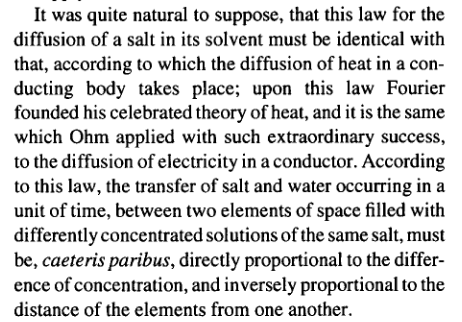 It was quite natural to suppose, that this law for the
diffusion of a salt in its solvent must be identical with
that, according to which the diffusion of heat in a con-
ducting body takes place; upon this law Fourier
founded his celebrated theory of heat, and it is the same
which Ohm applied with such extraordinary success,
to the diffusion of electricity in a conductor. According
to this law, the transfer of salt and water occurring in a
unit of time, between two elements of space filled with
differently concentrated solutions of the same salt, must
be, caeteris paribus, directly proportional to the differ-
ence of concentration, and inversely proportional to the
distance of the elements from one another.